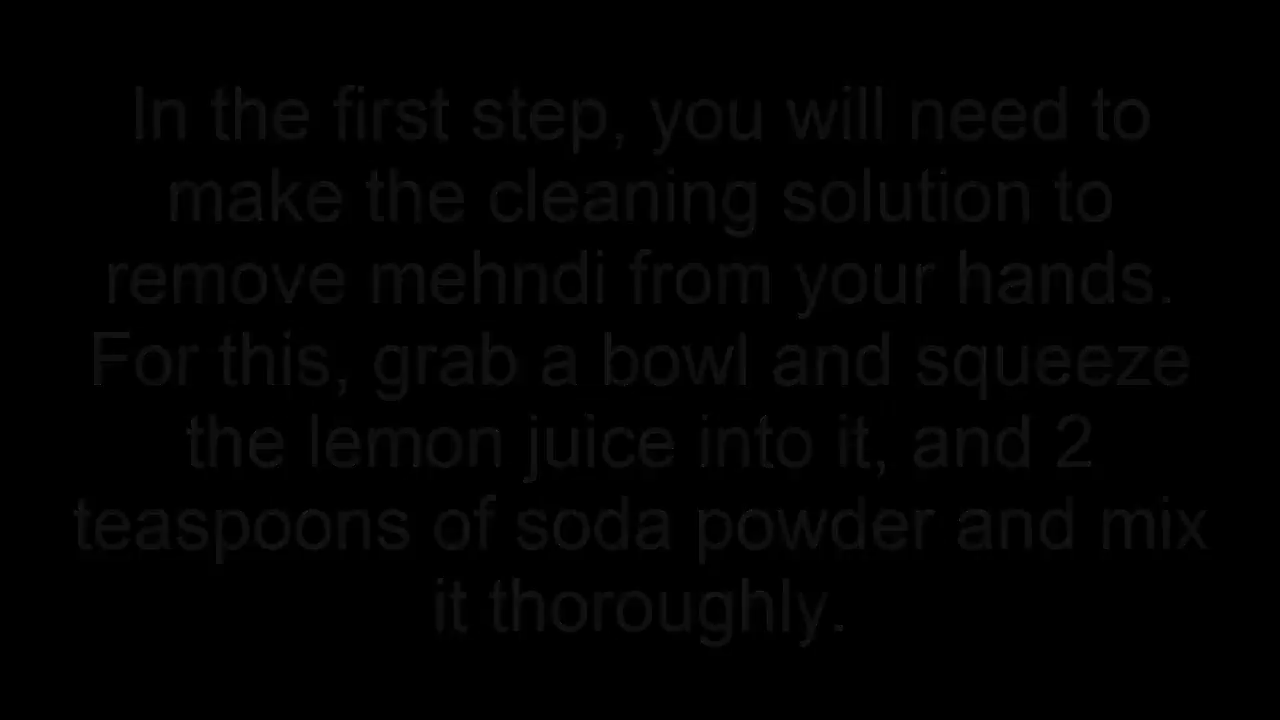 In the first step, you will need to
make the cleaning solution to
remove mehndi from your hands.
For this, grab a bowl and squeeze
the lemon juice into it, and 2
teaspoons of soda powder and mix
it thoroughly.